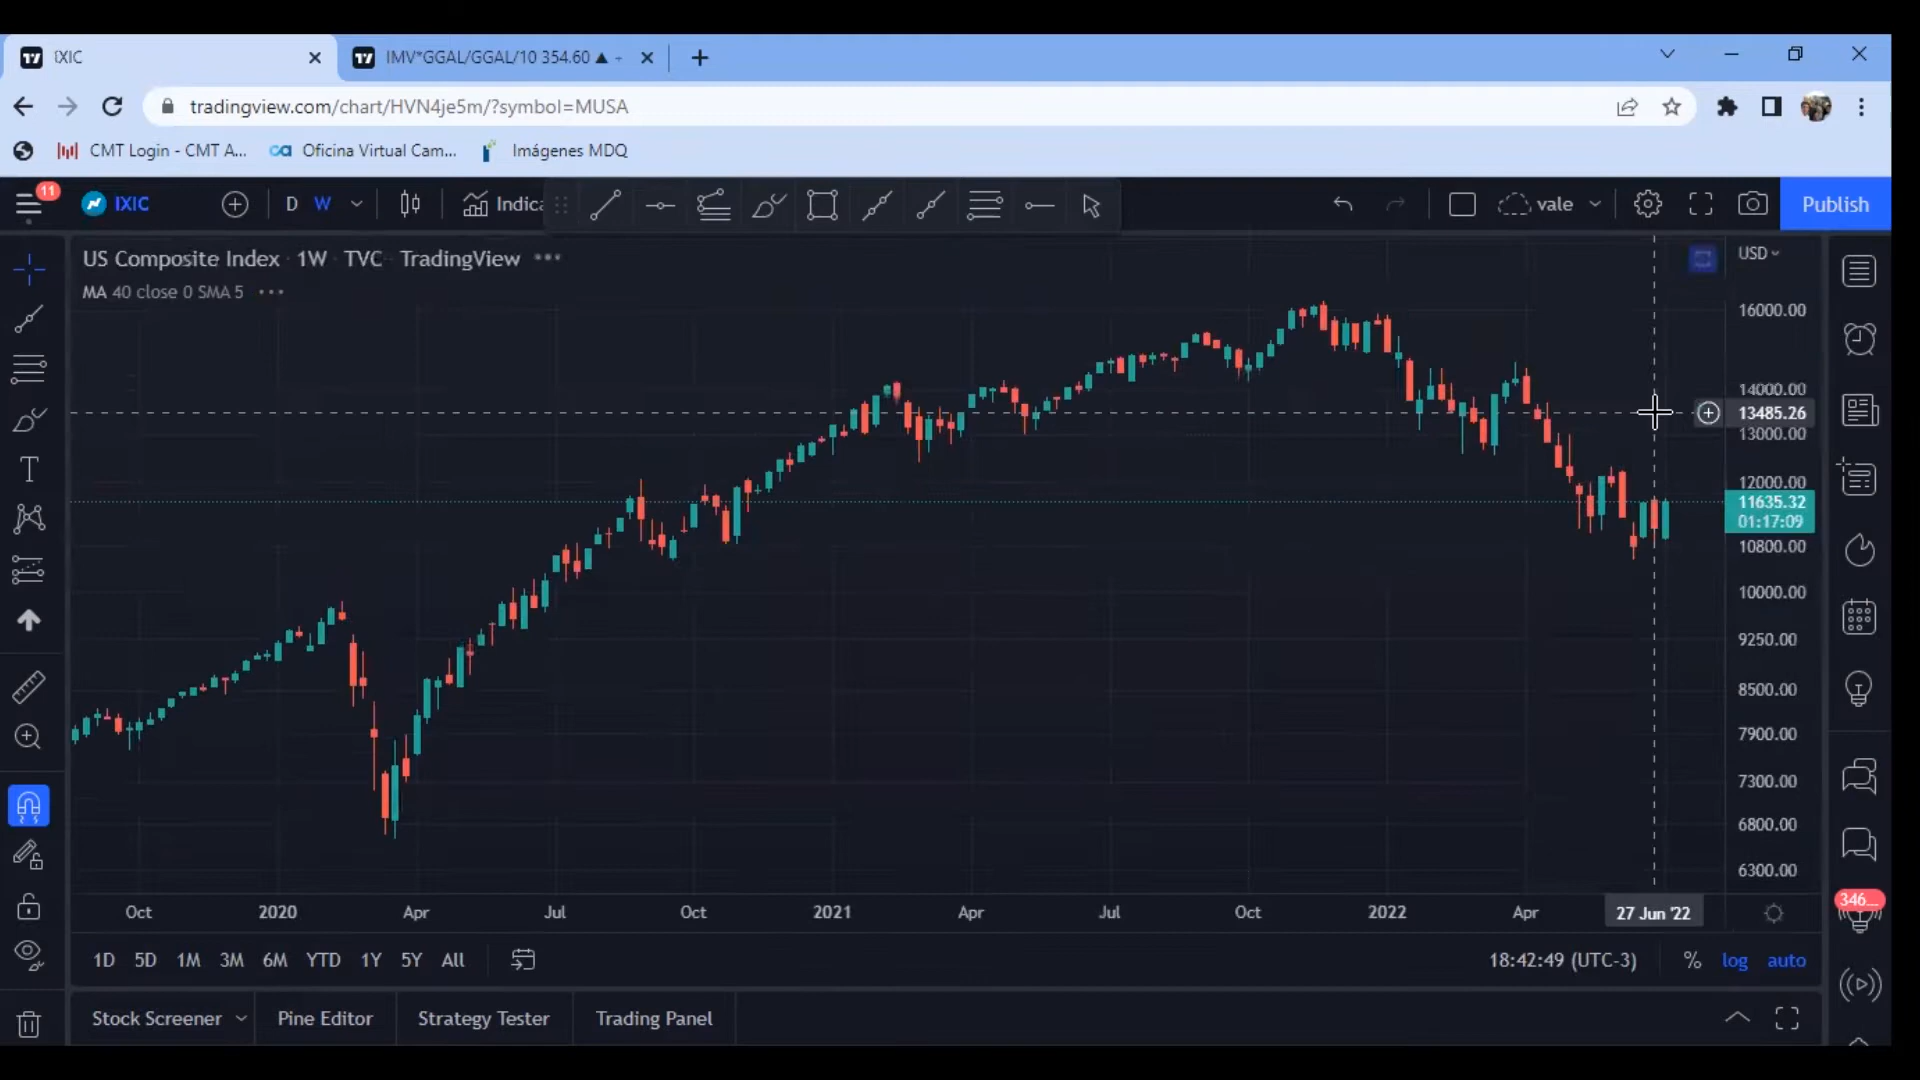 IXIC
IMV*GGAL/GGAL/10 354.60 ▲ +
tradingview.com/chart/HVN4je5m/?symbol=MUSA
CMT Login - CMT A...
Oficina Virtual Cam...
Imágenes MDQ
11
IXIC
D W
Indica
vale
Publish
US Composite Index · 1W · TVC · TradingView
MA 40 close 0 SMA 5
USD
16000.00
14000.00
13485.26
13000.00
12000.00
11635.32
01:17:09
10800.00
10000.00
9250.00
8500.00
7900.00
7300.00
6800.00
6300.00
346...
Oct 2020 Apr Jul Oct 2021 Apr Jul Oct 2022 Apr 27 Jun '22
1D 5D 1M 3M 6M YTD 1Y 5Y All
18:42:49 (UTC-3) % log auto
Stock Screener Pine Editor Strategy Tester Trading Panel